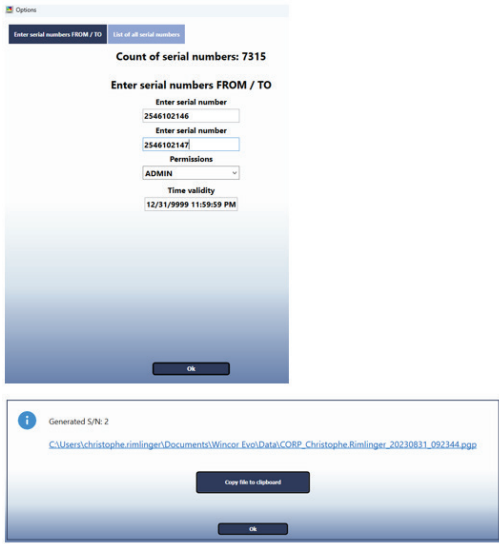 Options
Enter serial numbers FROM / TO
List of all serial numbers
Count of serial numbers: 7315
Enter serial numbers FROM / TO
Enter serial number
2546102146
Enter serial number
2546102147
Permissions
ADMIN
Time validity
12/31/9999 11:59:59 PM
Ok
Generated S/N: 2
C:\Users\christophe.rimlinger\Documents\Wincor Evo\Data\CORP_Christophe.Rimlinger_20230831_092344.pgp
Copy file to clipboard
Ok